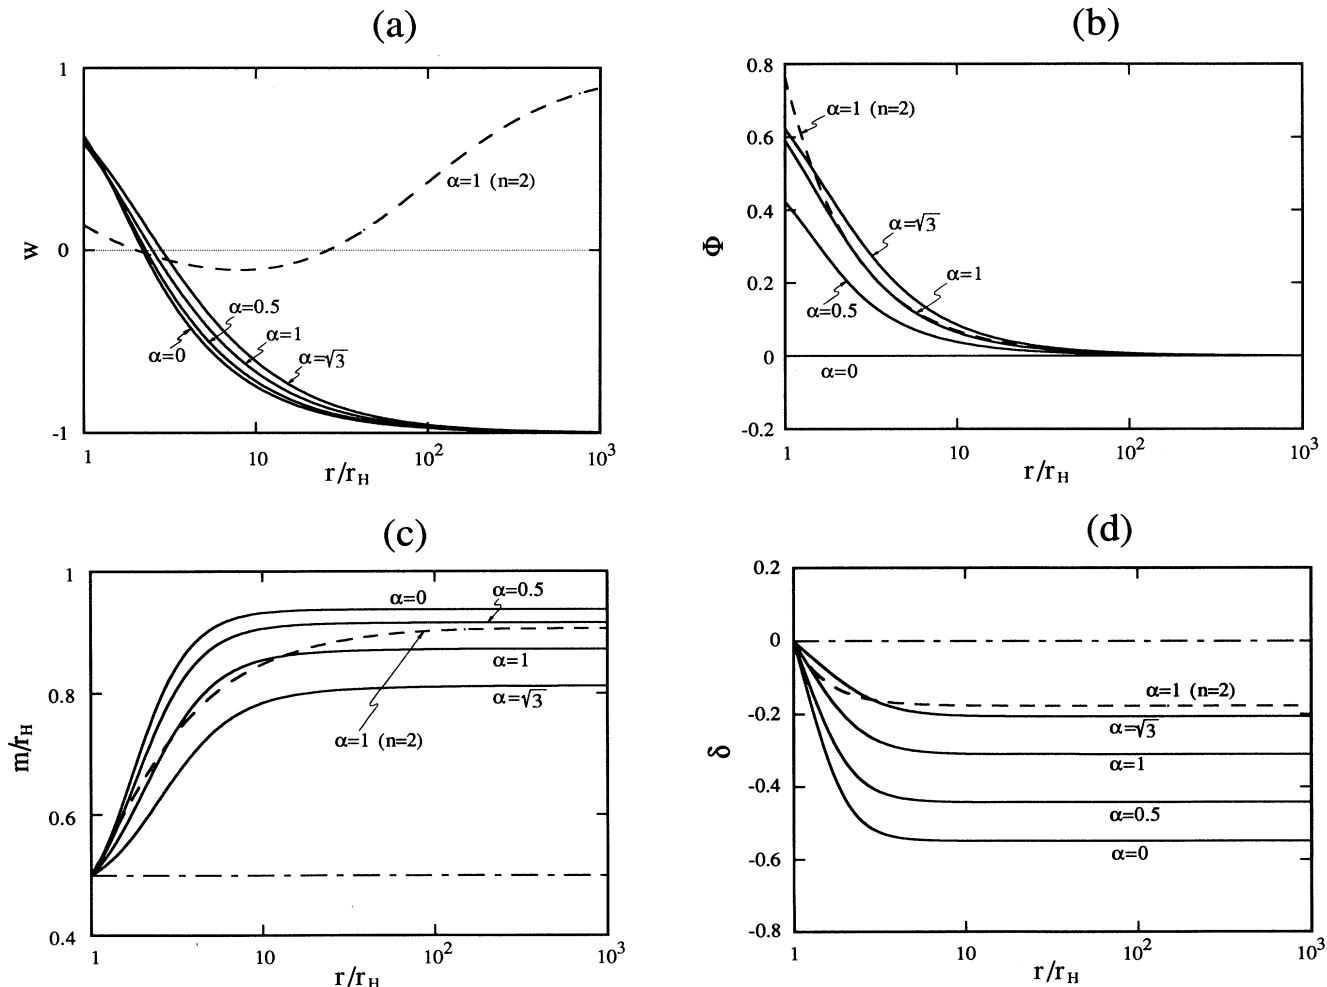 (a)
1
0
-1
w
α=1 (n=2)
α=0.5
α=1
α=√3
α=0
1 10 10² 10³
r/r_H
(b)
0.8
0.6
0.4
0.2
0
-0.2
Φ
α=1 (n=2)
α=√3
α=1
α=0.5
α=0
1 10 10² 10³
r/r_H
(c)
1
0.8
0.6
0.4
m/r_H
α=0
α=0.5
α=1
α=√3
α=1 (n=2)
1 10 10² 10³
r/r_H
(d)
0.2
0
-0.2
-0.4
-0.6
-0.8
δ
α=1 (n=2)
α=√3
α=1
α=0.5
α=0
1 10 10² 10³
r/r_H